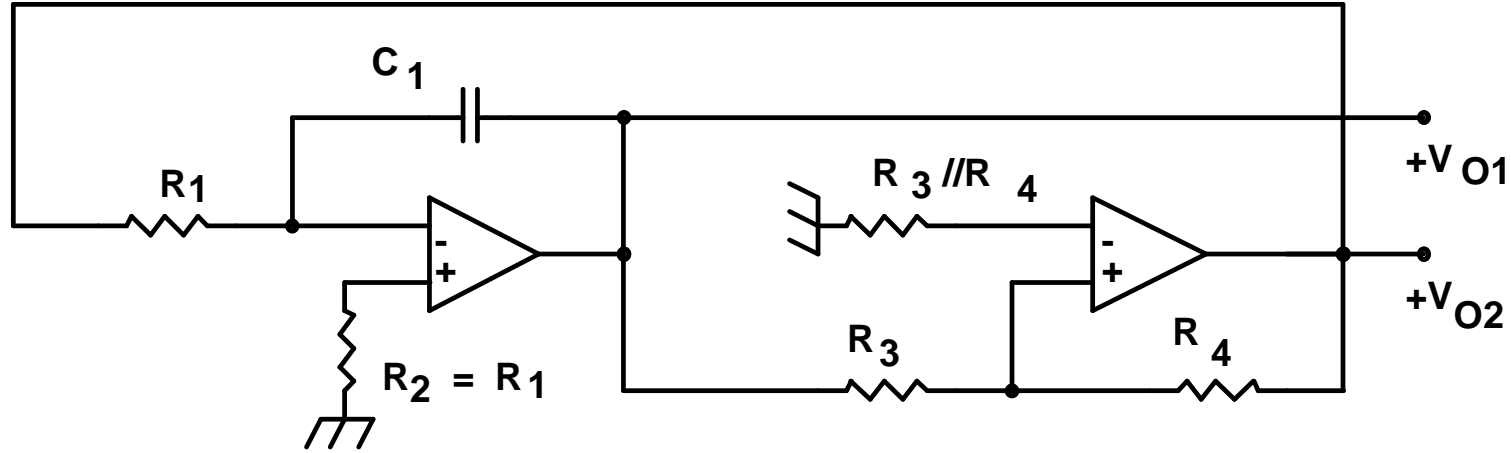 C 1
+V O1
R1
R 3 //R 4
-
+
-
+
+V O2
R 3
R 4
R2 = R1